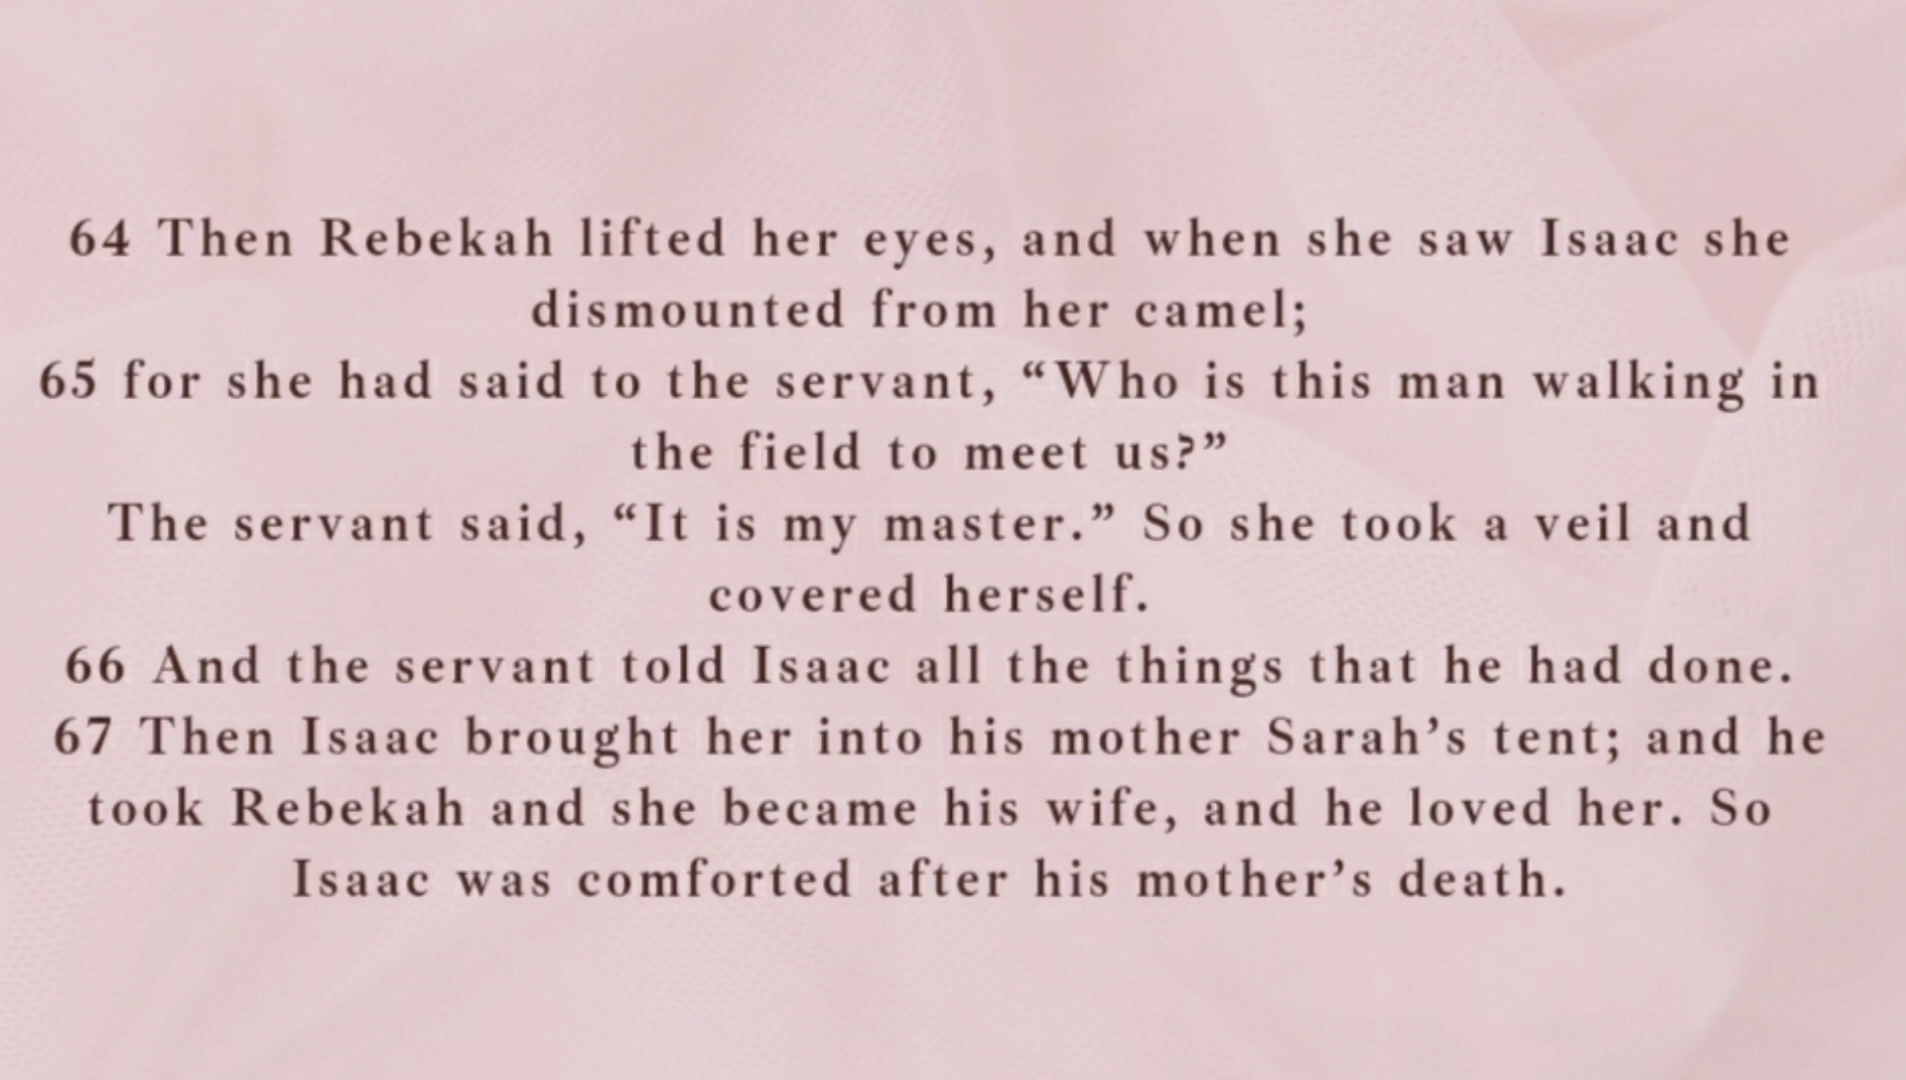 64 Then Rebekah lifted her eyes, and when she saw Isaac she
dismounted from her camel;
65 for she had said to the servant, “Who is this man walking in
the field to meet us?”
The servant said, “It is my master.” So she took a veil and
covered herself.
66 And the servant told Isaac all the things that he had done.
67 Then Isaac brought her into his mother Sarah’s tent; and he
took Rebekah and she became his wife, and he loved her. So
Isaac was comforted after his mother’s death.